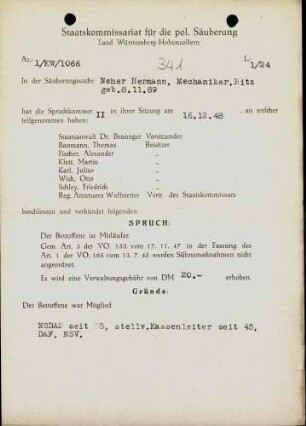 Staatskommissariat für die pol. Säuberung
Land Württemberg-Hohenzollern
Az.: 1/KW/1066
341
L. 1/24
In der Säuberungssache Neher Hermann, Mechaniker, Bitz
geb.8.11.89
hat die Spruchkammer II in ihrer Sitzung am 16.12.48, an welcher
teilgenommen haben:
Staatsanwalt Dr. Vorsitzender
Baumann, Thomas Beisitzer
Fischer, Alexander "
Klett, Martin "
Karl, Julius "
Wick, Otto "
Schley, Friedrich "
Reg. Amtmann Vertr. des Staatskommissars
beschlossen und verkündet folgenden
SPRUCH:
Der Betroffene ist Mitläufer.
Gem. Art. 3 der VO. 133 vom 17. 11. 47 in der Fassung des
Art. 1 der VO. 165 vom 13. 7. 48 werden Sühnemaßnahmen nicht
angeordnet.
Es wird eine Verwaltungsgebühr von DM 20.- erhoben.
Gründe:
Der Betroffene war Mitglied
NSDAP seit stellv.Kassenleiter seit 45,
DAF, NSV.